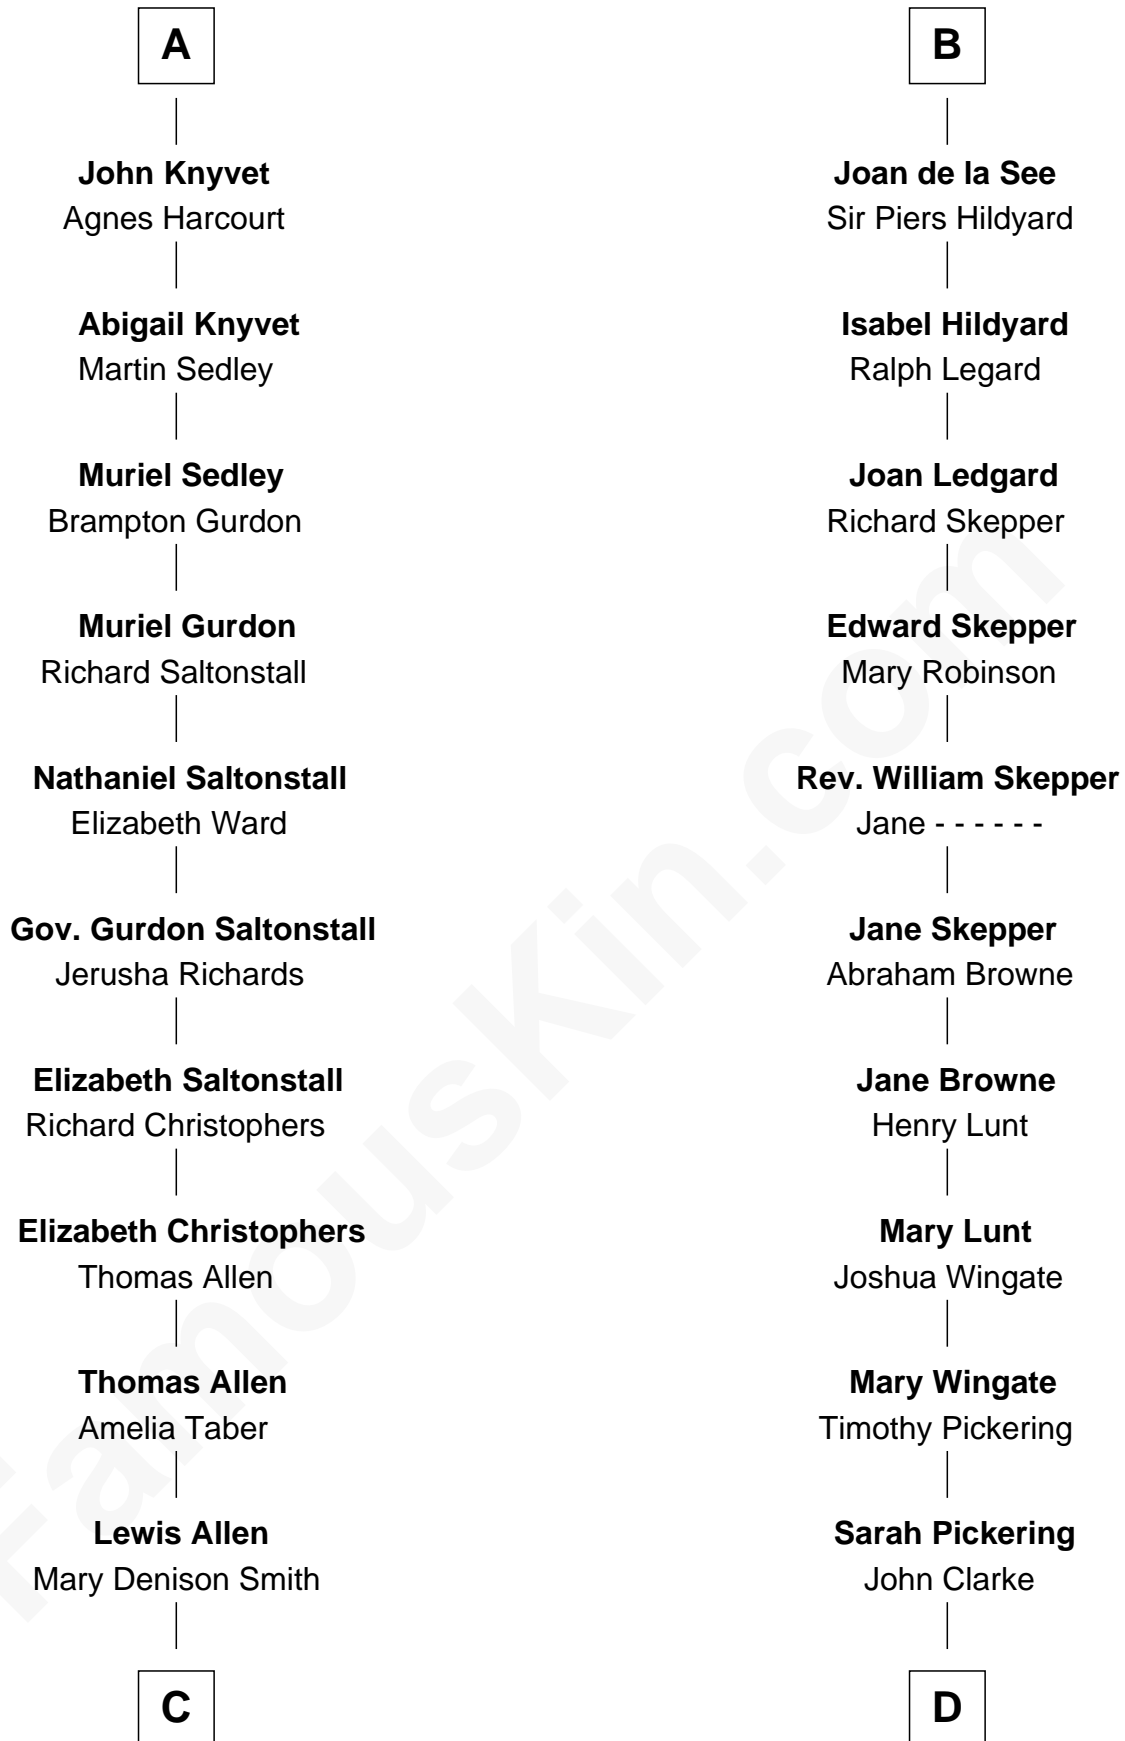 A
John Knyvet
Agnes Harcourt
Abigail Knyvet
Martin Sedley
Muriel Sedley
Brampton Gurdon
Muriel Gurdon
Richard Saltonstall
Nathaniel Saltonstall
Elizabeth Ward
Gov. Gurdon Saltonstall
Jerusha Richards
Elizabeth Saltonstall
Richard Christophers
Elizabeth Christophers
Thomas Allen
Thomas Allen
Amelia Taber
Lewis Allen
Mary Denison Smith
C
B
Joan de la See
Sir Piers Hildyard
Isabel Hildyard
Ralph Legard
Joan Ledgard
Richard Skepper
Edward Skepper
Mary Robinson
Rev. William Skepper
Jane - - - - - -
Jane Skepper
Abraham Browne
Jane Browne
Henry Lunt
Mary Lunt
Joshua Wingate
Mary Wingate
Timothy Pickering
Sarah Pickering
John Clarke
D
FamousKin.com